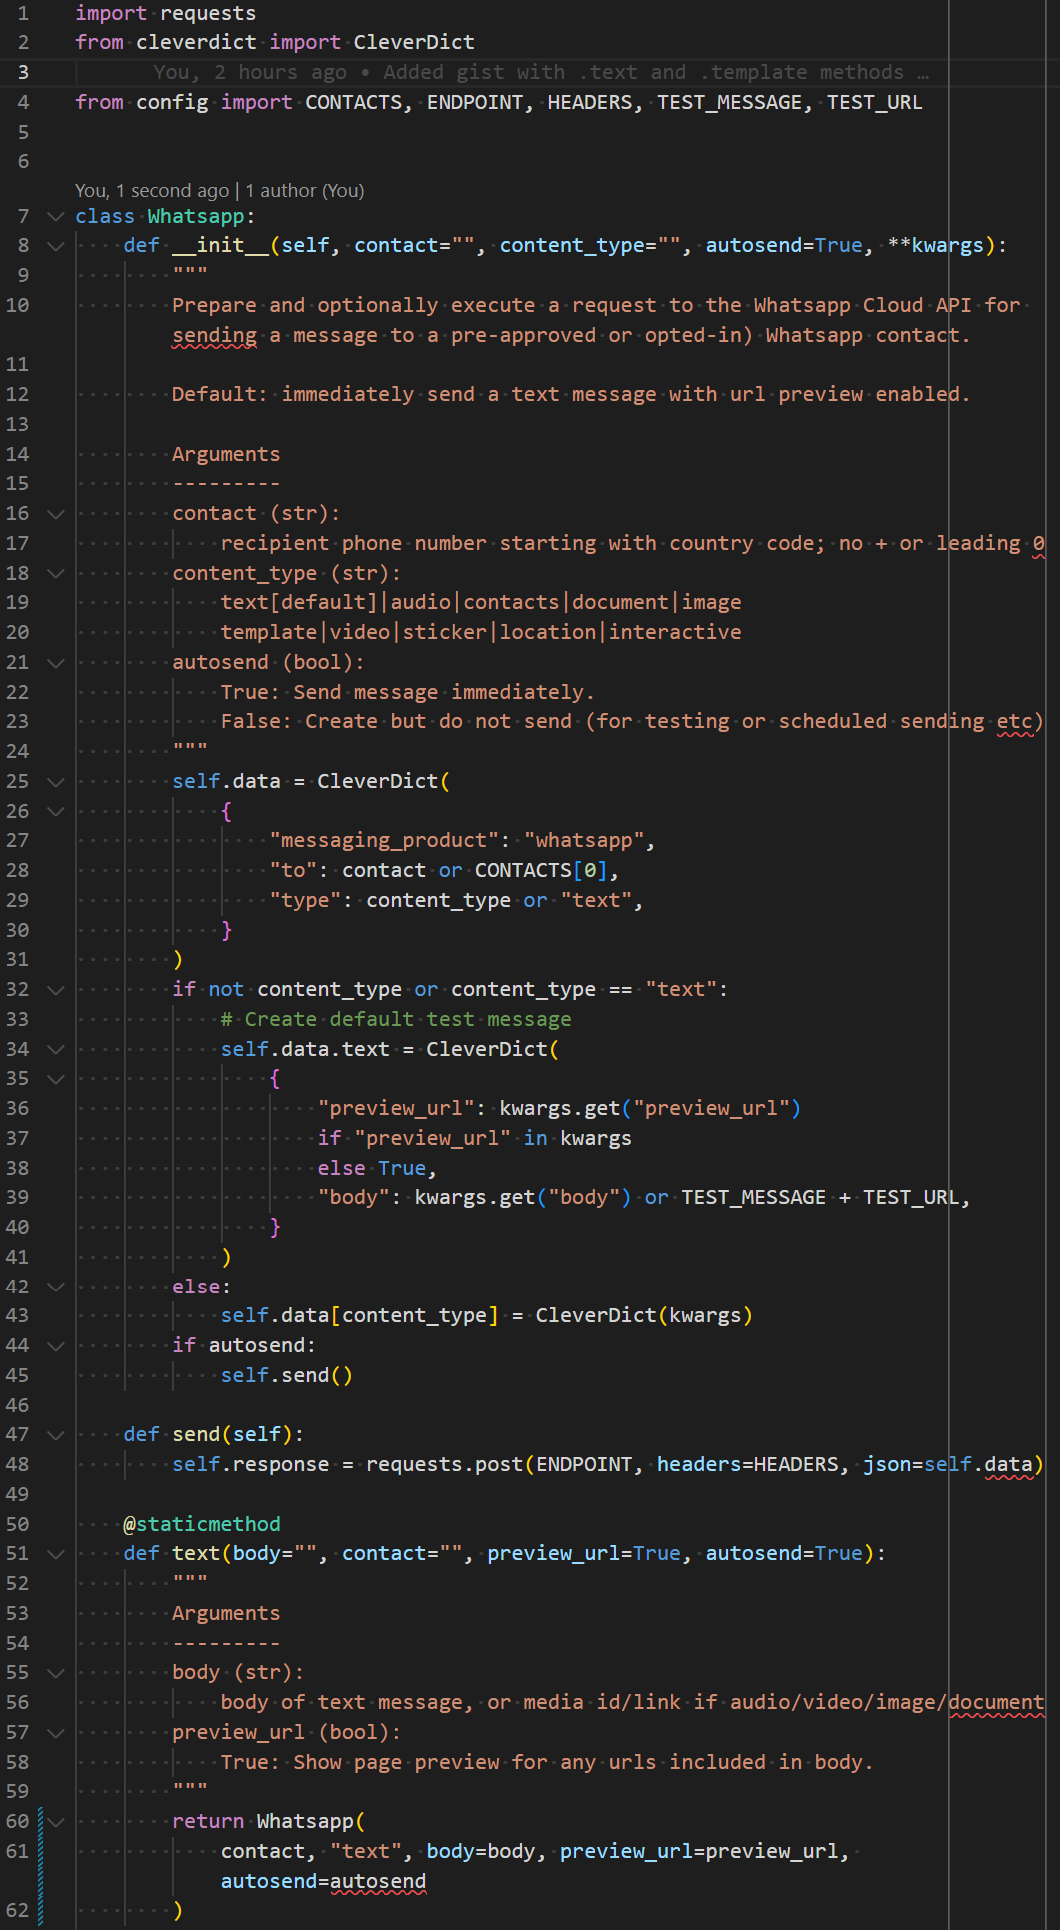 1 import requests
2 from cleverdict import CleverDict
3 You, 2 hours ago • Added gist with .text and .template methods …
4 from config import CONTACTS, ENDPOINT, HEADERS, TEST_MESSAGE, TEST_URL
5
6
You, 1 second ago | 1 author (You)
7 class Whatsapp:
8     def __init__(self, contact="", content_type="", autosend=True, **kwargs):
9         """
10         Prepare and optionally execute a request to the Whatsapp Cloud API for
        sending a message to a pre-approved or opted-in) Whatsapp contact.
11
12         Default: immediately send a text message with url preview enabled.
13
14         Arguments
15         ---------
16         contact (str):
17             recipient phone number starting with country code; no + or leading 0
18         content_type (str):
19             text[default]|audio|contacts|document|image
20             template|video|sticker|location|interactive
21         autosend (bool):
22             True: Send message immediately.
23             False: Create but do not send (for testing or scheduled sending etc)
24         """
25         self.data = CleverDict(
26             {
27                 "messaging_product": "whatsapp",
28                 "to": contact or CONTACTS[0],
29                 "type": content_type or "text",
30             }
31         )
32         if not content_type or content_type == "text":
33             # Create default test message
34             self.data.text = CleverDict(
35                 {
36                     "preview_url": kwargs.get("preview_url")
37                     if "preview_url" in kwargs
38                     else True,
39                     "body": kwargs.get("body") or TEST_MESSAGE + TEST_URL,
40                 }
41             )
42         else:
43             self.data[content_type] = CleverDict(kwargs)
44         if autosend:
45             self.send()
46
47     def send(self):
48         self.response = requests.post(ENDPOINT, headers=HEADERS, json=self.data)
49
50     @staticmethod
51     def text(body="", contact="", preview_url=True, autosend=True):
52         """
53         Arguments
54         ---------
55         body (str):
56             body of text message, or media id/link if audio/video/image/document
57         preview_url (bool):
58             True: Show page preview for any urls included in body.
59         """
60         return Whatsapp(
61             contact, "text", body=body, preview_url=preview_url,
            autosend=autosend
62         )